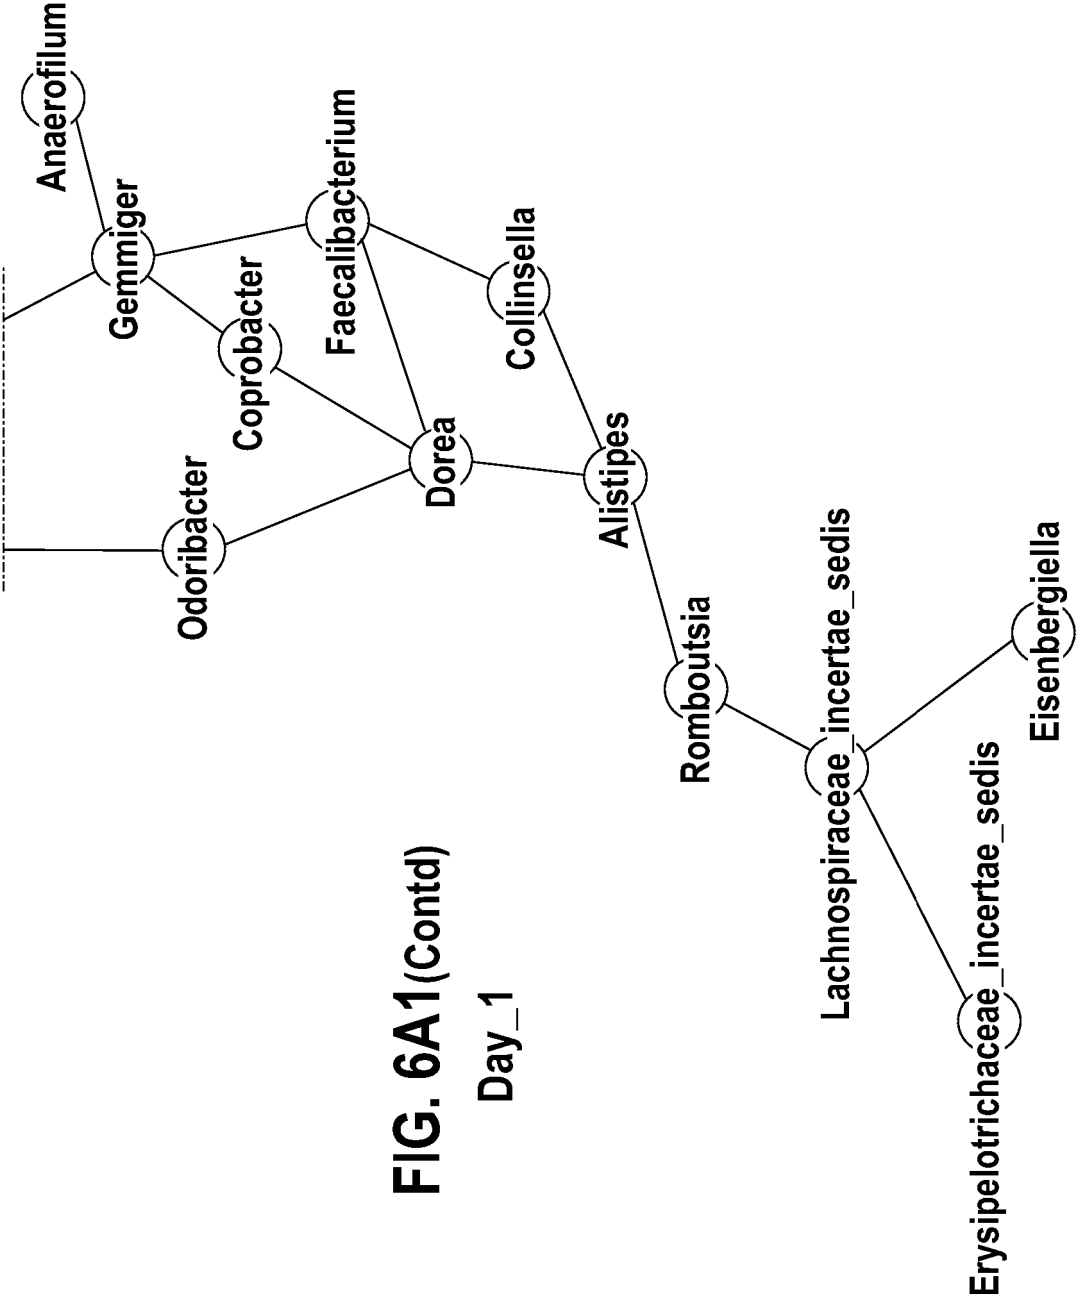 Anaerofilum
Gemmiger
Faecalibacterium
Coprobacter
Collinsella
Odoribacter
Dorea
Alistipes
Romboutsia
Lachnospiraceae_incertae_sedis
Eisenbergiella
Erysipelotrichaceae_incertae_sedis
FIG. 6A1(Contd)
Day_1